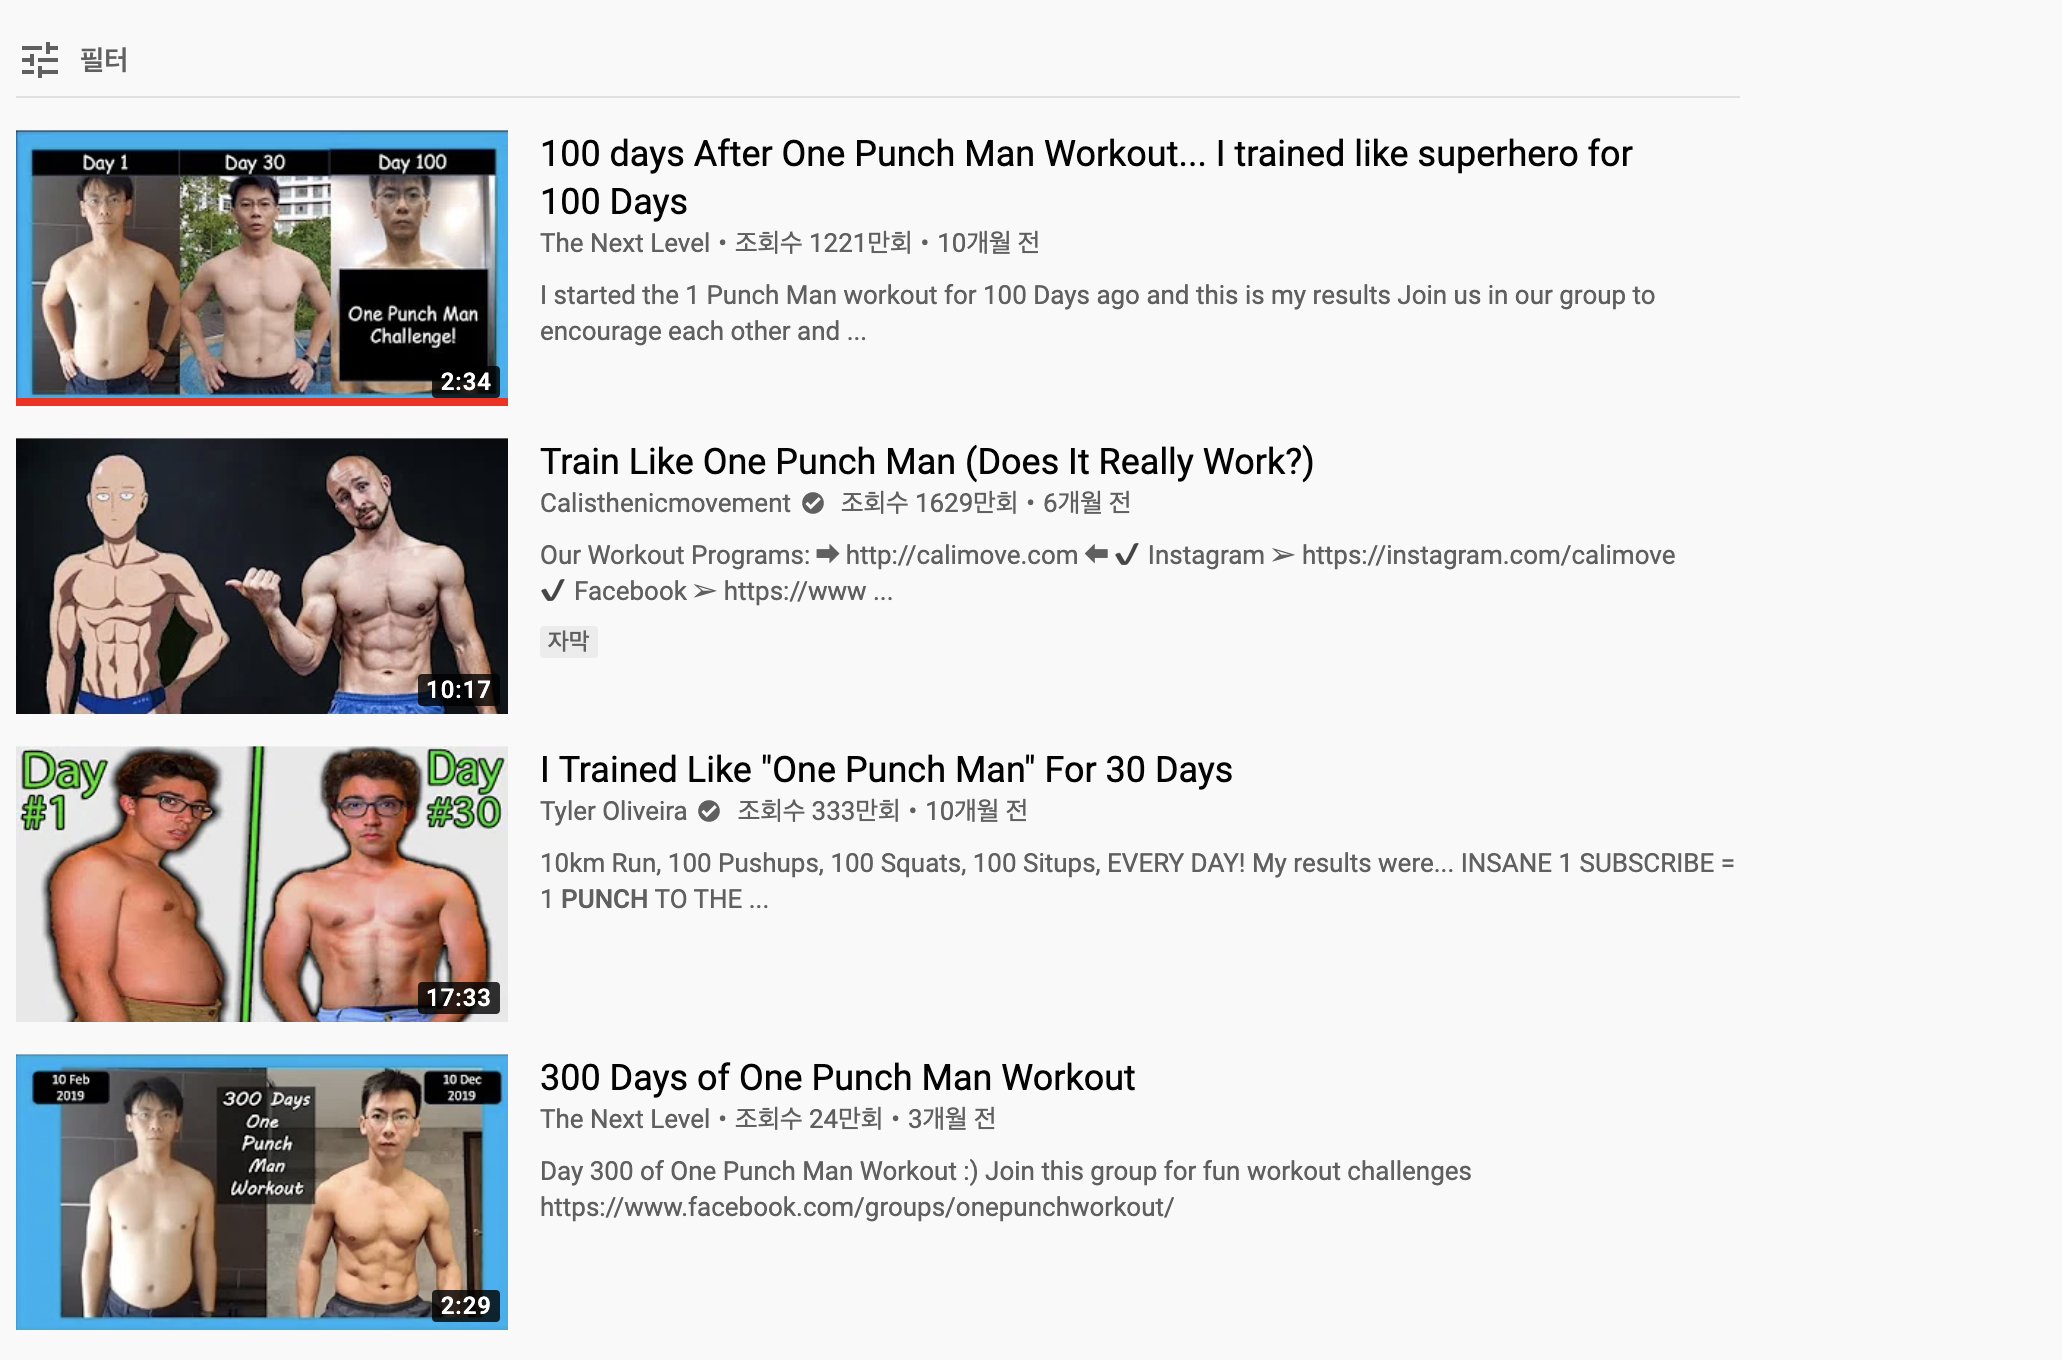 필터
Day 1
Day 30
Day 100
One Punch Man
Challenge!
2:34
100 days After One Punch Man Workout... I trained like superhero for
100 Days
The Next Level • 조회수 1221만회 • 10개월 전
I started the 1 Punch Man workout for 100 Days ago and this is my results Join us in our group to
encourage each other and ...
10:17
Train Like One Punch Man (Does It Really Work?)
Calisthenicmovement 조회수 1629만회 • 6개월 전
Our Workout Programs: ➡ http://calimove.com ⬅ ✔ Instagram ➢ https://instagram.com/calimove
✔ Facebook ➢ https://www ...
자막
Day
#1
Day
#30
17:33
I Trained Like "One Punch Man" For 30 Days
Tyler Oliveira 조회수 333만회 • 10개월 전
10km Run, 100 Pushups, 100 Squats, 100 Situps, EVERY DAY! My results were... INSANE 1 SUBSCRIBE =
1 PUNCH TO THE ...
10 Feb
2019
300 Days
One
Punch
Man
Workout
10 Dec
2019
2:29
300 Days of One Punch Man Workout
The Next Level • 조회수 24만회 • 3개월 전
Day 300 of One Punch Man Workout :) Join this group for fun workout challenges
https://www.facebook.com/groups/onepunchworkout/